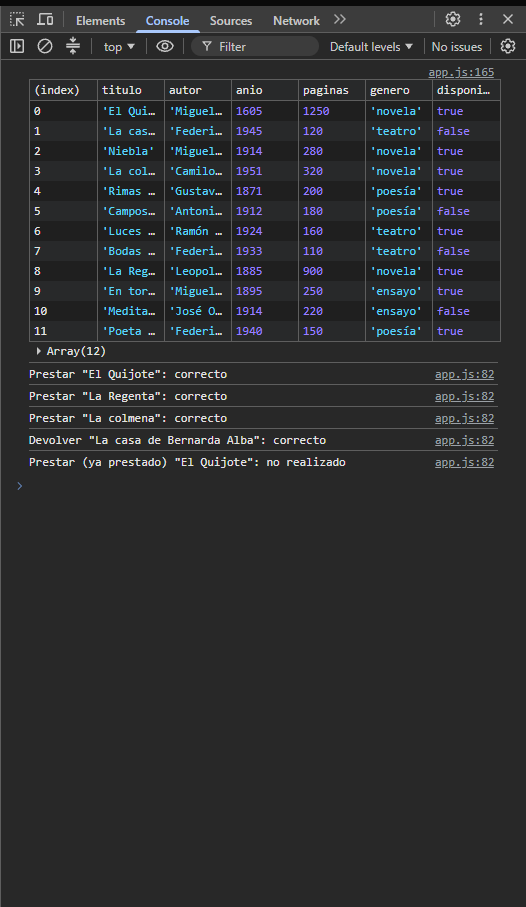 Elements Console Sources Network
top Filter Default levels No issues
app.js:165
(index) titulo autor anio paginas genero disponi…
0 'El Qui… 'Miguel… 1605 1250 'novela' true
1 'La cas… 'Federi… 1945 120 'teatro' false
2 'Niebla' 'Miguel… 1914 280 'novela' true
3 'La col… 'Camilo… 1951 320 'novela' true
4 'Rimas … 'Gustav… 1871 200 'poesía' true
5 'Campos… 'Antoni… 1912 180 'poesía' false
6 'Luces … 'Ramón … 1924 160 'teatro' true
7 'Bodas … 'Federi… 1933 110 'teatro' false
8 'La Reg… 'Leopol… 1885 900 'novela' true
9 'En tor… 'Miguel… 1895 250 'ensayo' true
10 'Medita… 'José O… 1914 220 'ensayo' false
11 'Poeta … 'Federi… 1940 150 'poesía' true
Array(12)
Prestar "El Quijote": correcto app.js:82
Prestar "La Regenta": correcto app.js:82
Prestar "La colmena": correcto app.js:82
Devolver "La casa de Bernarda Alba": correcto app.js:82
Prestar (ya prestado) "El Quijote": no realizado app.js:82